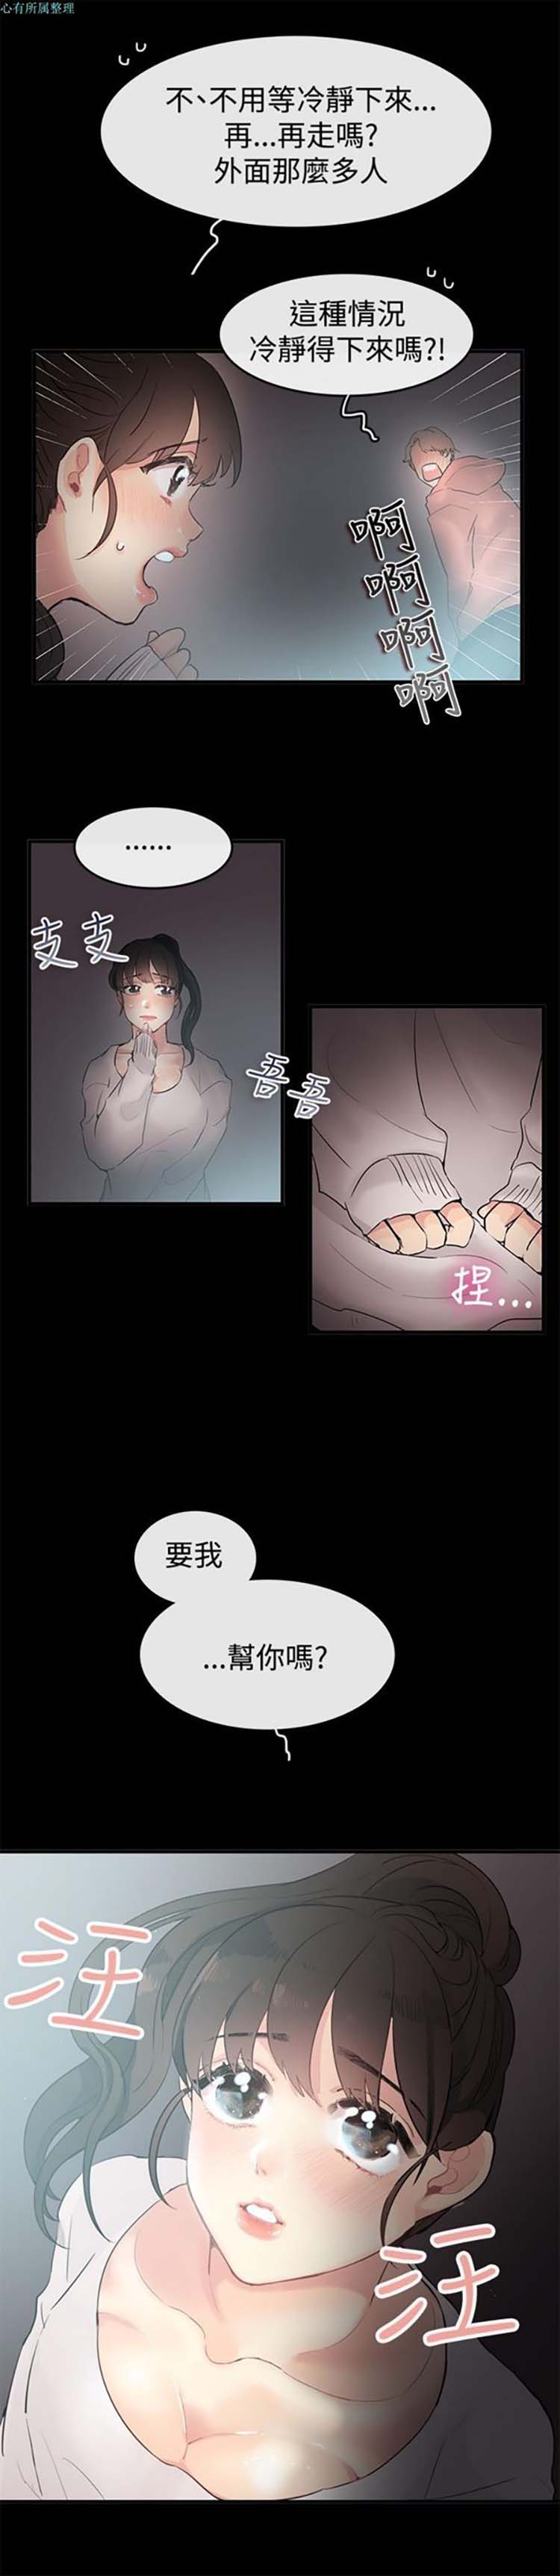 心有所属整理
不、不用等冷靜下來...
再...再走嗎?
外面那麼多人
這種情況
冷靜得下來嗎?!
啊
啊
啊
啊
......
支支
吾吾
捏...
要我
...幫你嗎?
汪
汪